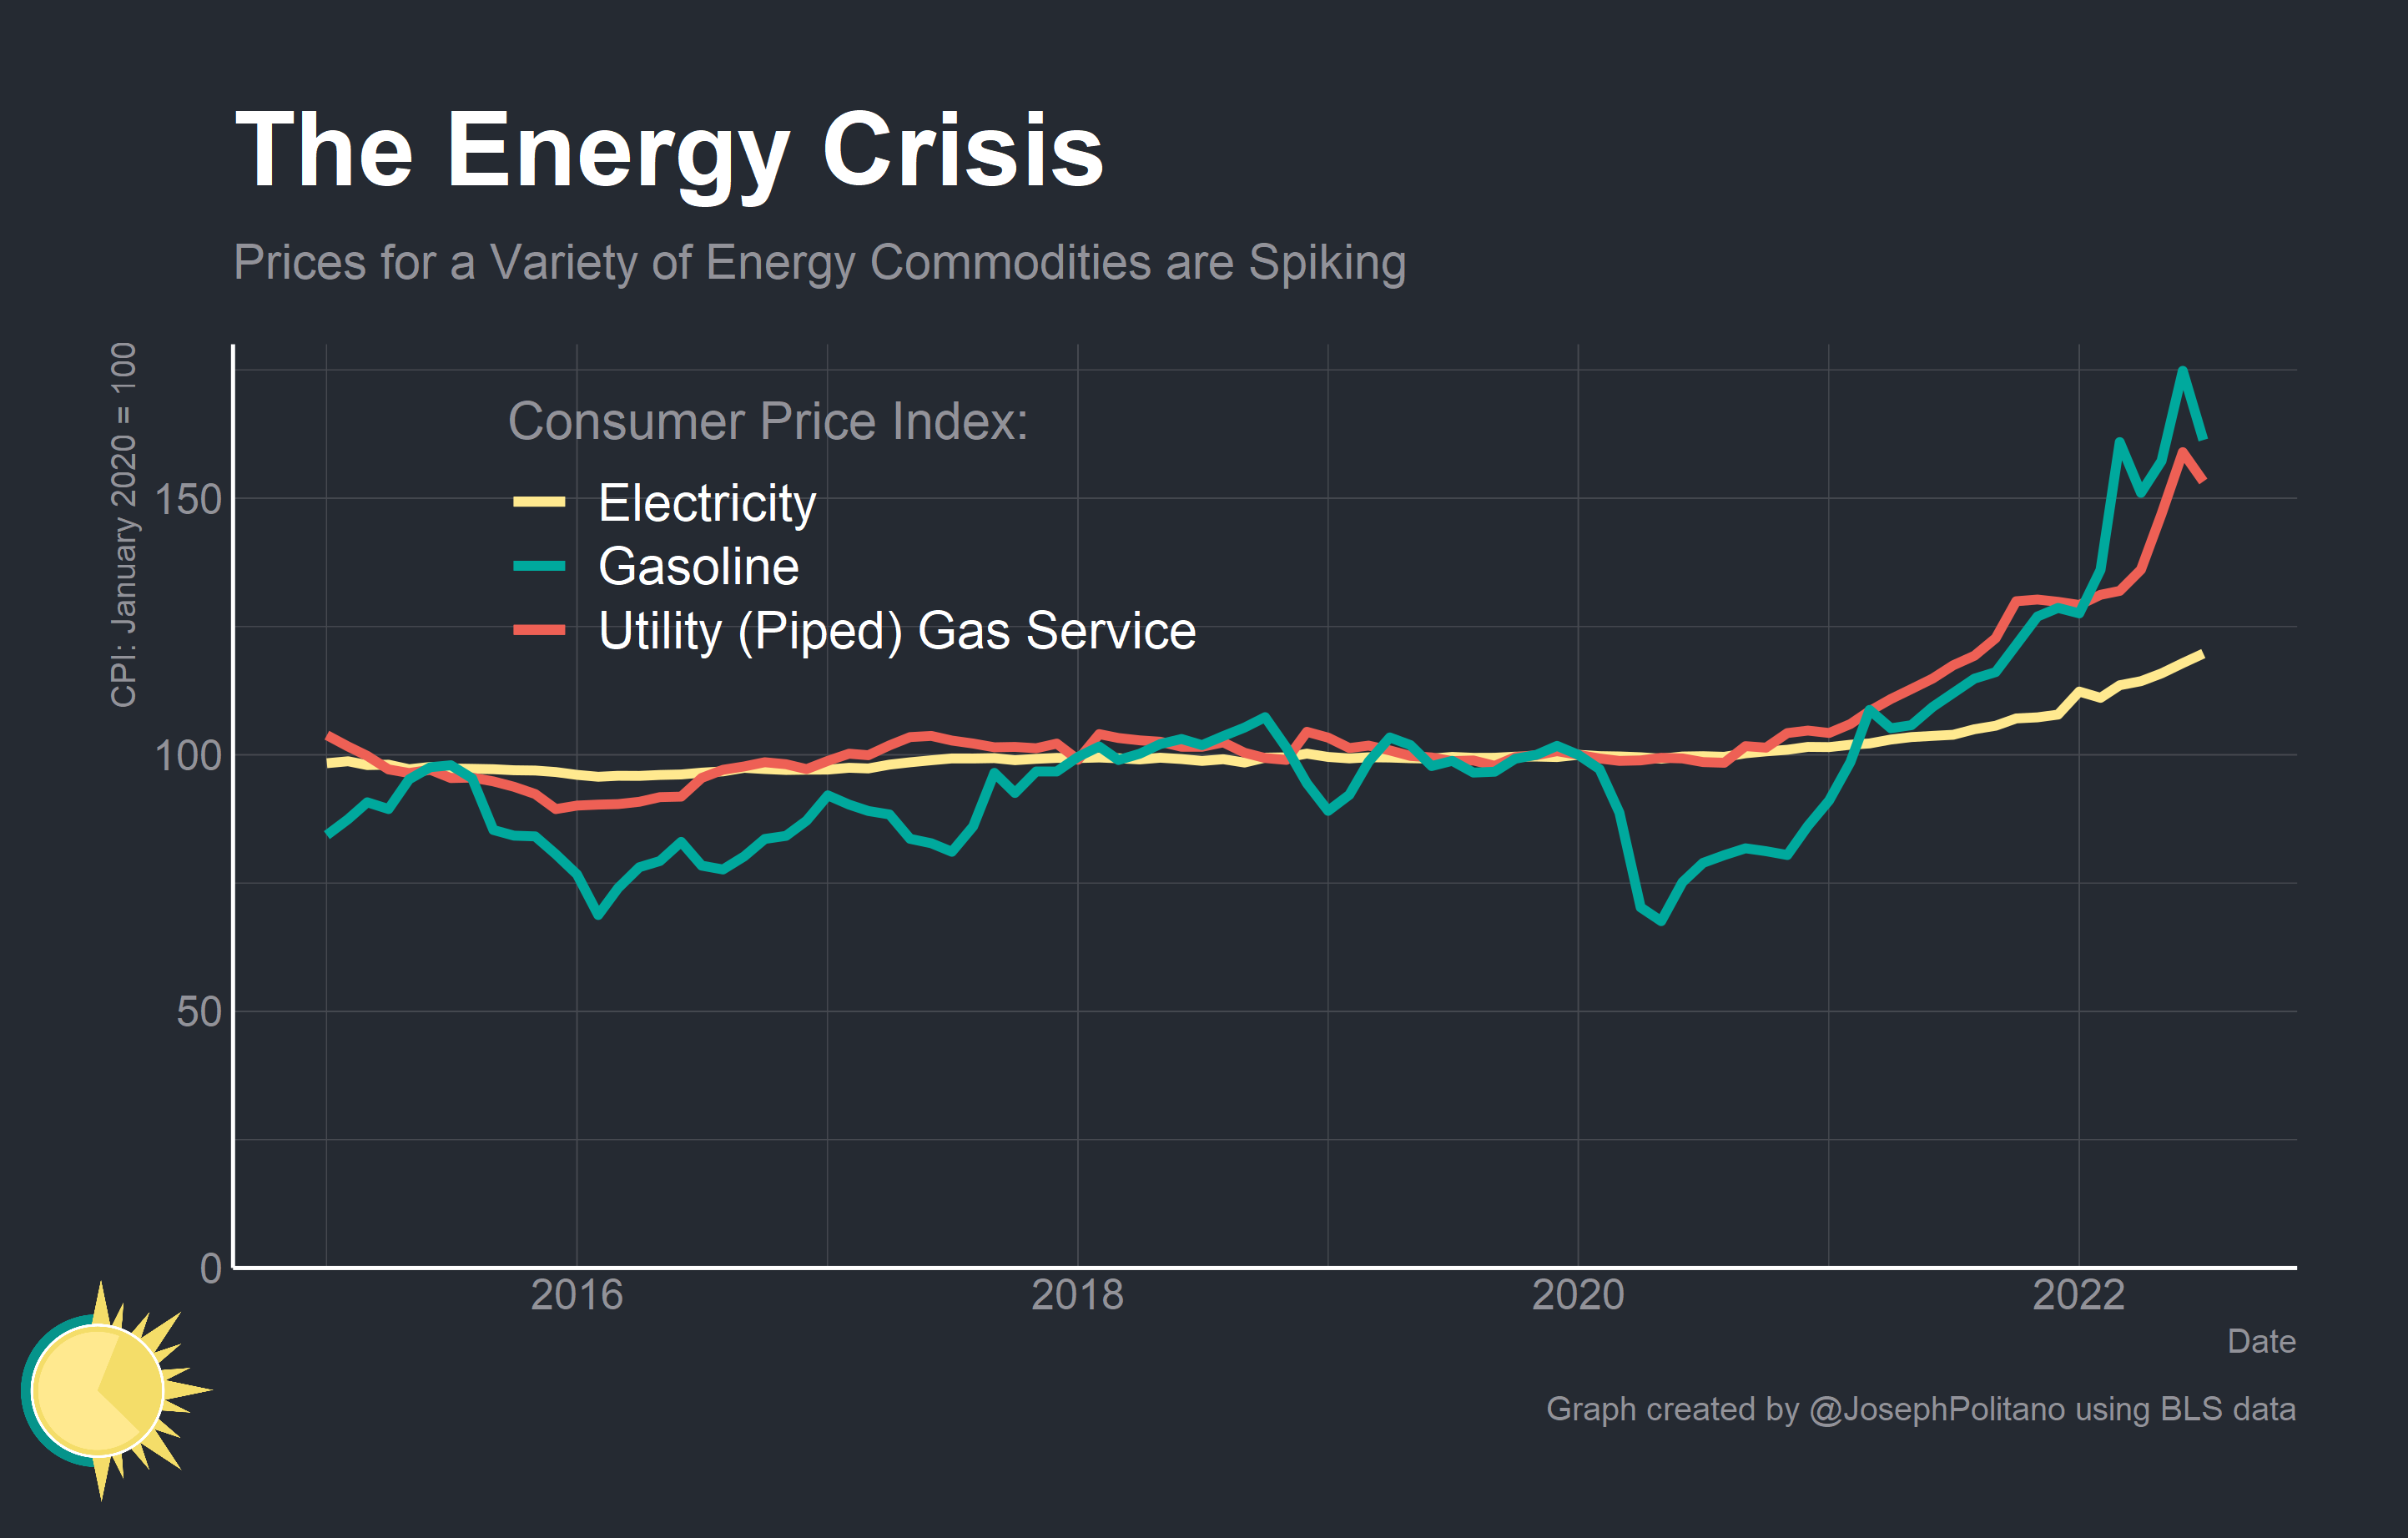 The Energy Crisis
Prices for a Variety of Energy Commodities are Spiking
CPI: January 2020 = 100
Consumer Price Index:
Electricity
Gasoline
Utility (Piped) Gas Service
150
100
50
0
2016
2018
2020
2022
Date
Graph created by @JosephPolitano using BLS data